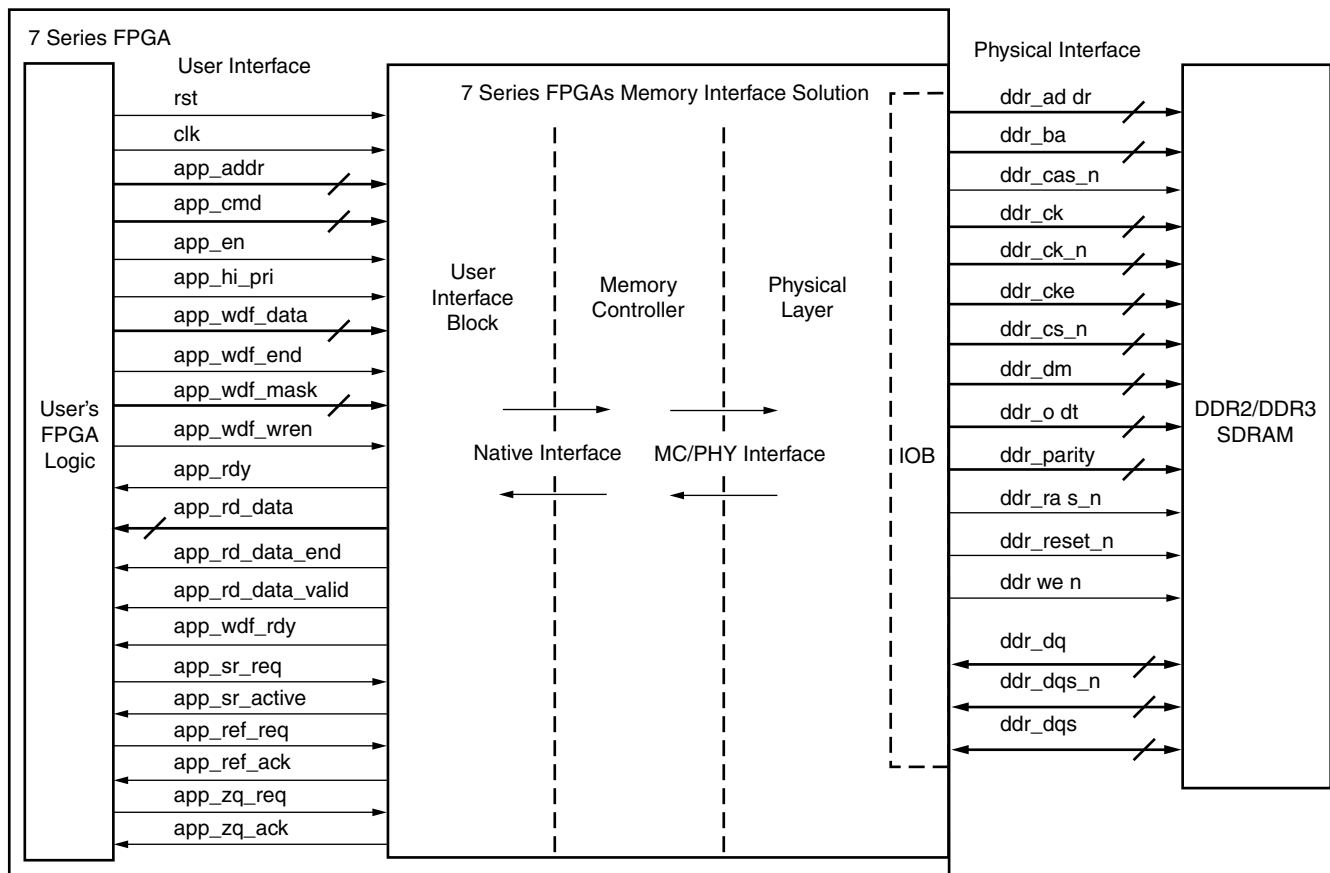 7 Series FPGA
User Interface
Physical Interface
7 Series FPGAs Memory Interface Solution
rst
clk
app_addr
app_cmd
app_en
app_hi_pri
app_wdf_data
app_wdf_end
app_wdf_mask
app_wdf_wren
app_rdy
app_rd_data
app_rd_data_end
app_rd_data_valid
app_wdf_rdy
app_sr_req
app_sr_active
app_ref_req
app_ref_ack
app_zq_req
app_zq_ack
User's
FPGA
Logic
User
Interface
Block
Memory
Controller
Physical
Layer
Native Interface
MC/PHY Interface
IOB
ddr_ad dr
ddr_ba
ddr_cas_n
ddr_ck
ddr_ck_n
ddr_cke
ddr_cs_n
ddr_dm
ddr_o dt
ddr_parity
ddr_ra s_n
ddr_reset_n
ddr we n
ddr_dq
ddr_dqs_n
ddr_dqs
DDR2/DDR3
SDRAM